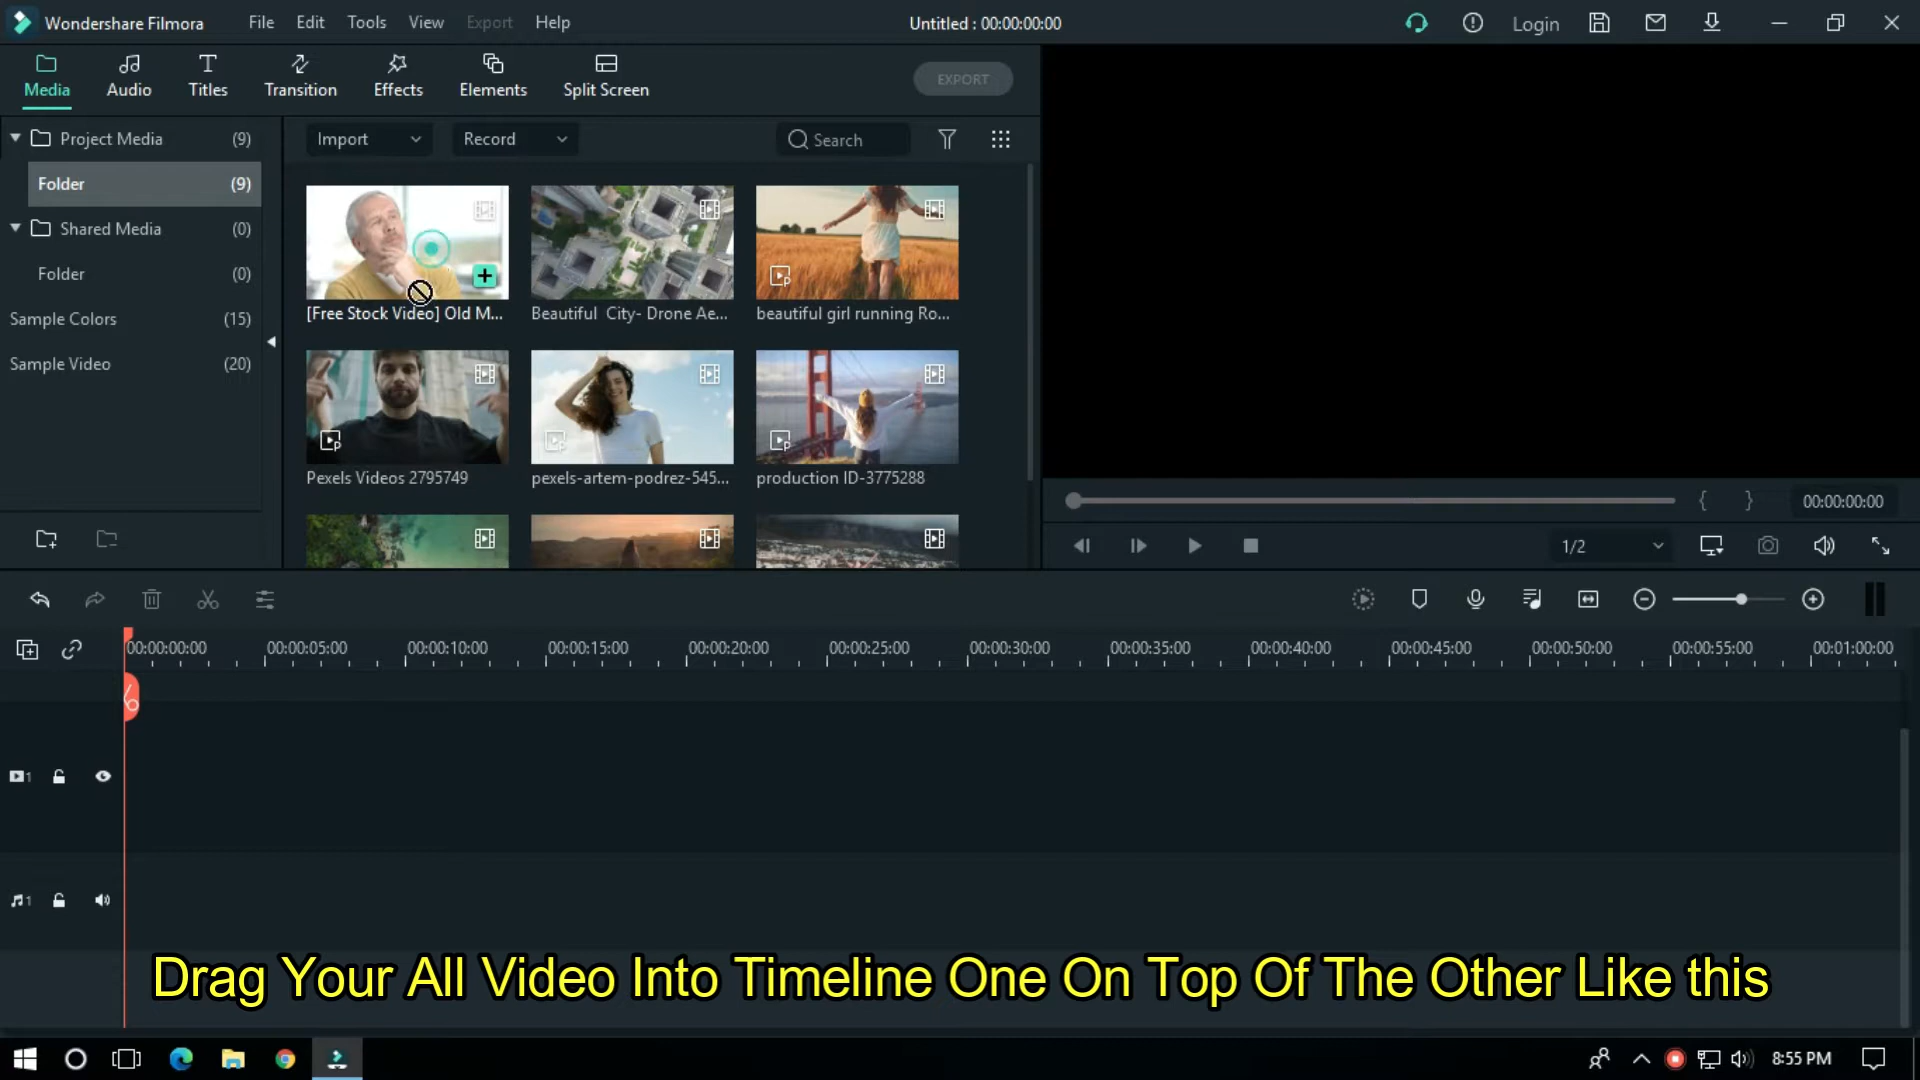 Wondershare Filmora
File
Edit
Tools
View
Export
Help
Untitled : 00:00:00:00
Login
Media
Audio
Titles
Transition
Effects
Elements
Split Screen
EXPORT
Project Media (9)
Folder (9)
Shared Media (0)
Folder (0)
Sample Colors (15)
Sample Video (20)
Import
Record
Search
[Free Stock Video] Old M...
Beautiful City- Drone Ae...
beautiful girl running Ro...
Pexels Videos 2795749
pexels-artem-podrez-545...
production ID-3775288
00:00:00:00
1/2
00:00:00:00 00:00:05:00 00:00:10:00 00:00:15:00 00:00:20:00 00:00:25:00 00:00:30:00 00:00:35:00 00:00:40:00 00:00:45:00 00:00:50:00 00:00:55:00 00:01:00:00
1
1
Drag Your All Video Into Timeline One On Top Of The Other Like this
8:55 PM